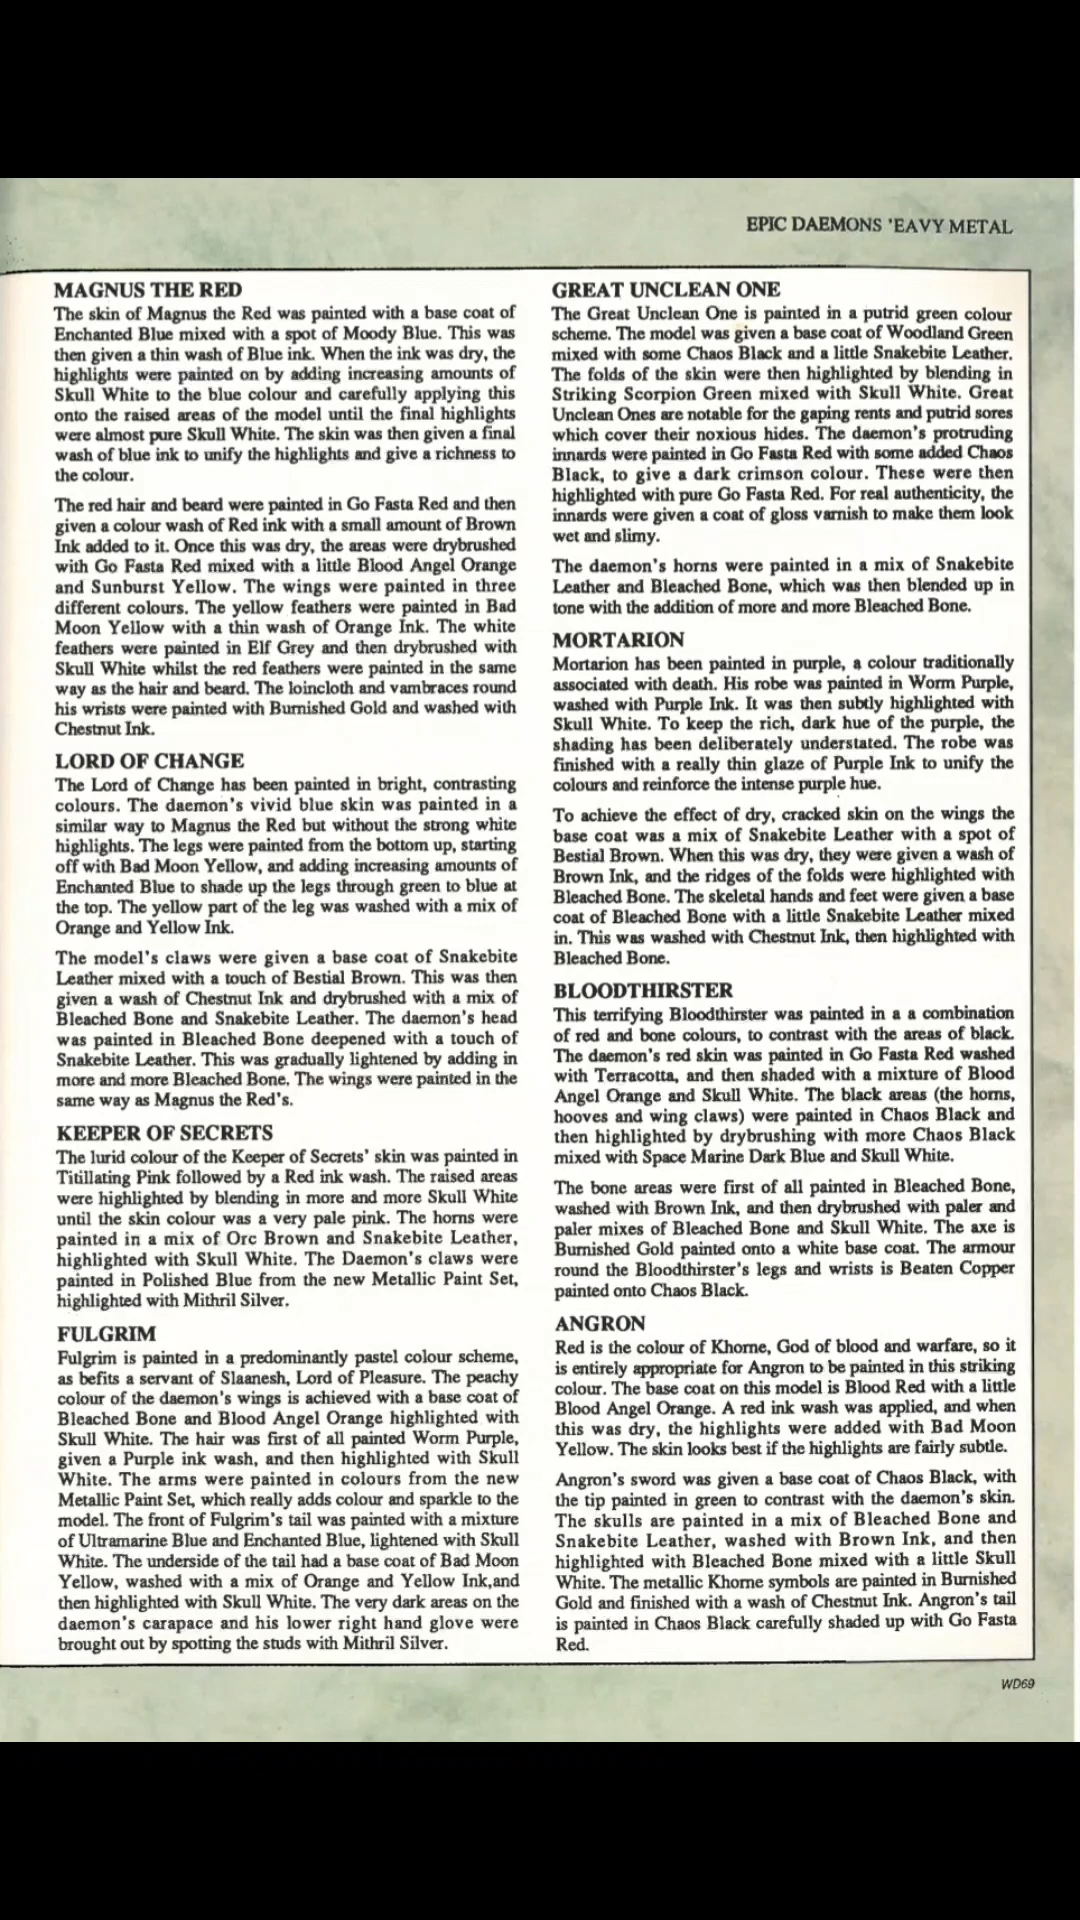 EPIC DAEMONS 'EAVY METAL
MAGNUS THE RED
The skin of Magnus the Red was painted with a base coat of
Enchanted Blue mixed with a spot of Moody Blue. This was
then given a thin wash of Blue ink. When the ink was dry, the
highlights were painted on by adding increasing amounts of
Skull White to the blue colour and carefully applying this
onto the raised areas of the model until the final highlights
were almost pure Skull White. The skin was then given a final
wash of blue ink to unify the highlights and give a richness to
the colour.
The red hair and beard were painted in Go Fasta Red and then
given a colour wash of Red ink with a small amount of Brown
Ink added to it. Once this was dry, the areas were drybrushed
with Go Fasta Red mixed with a little Blood Angel Orange
and Sunburst Yellow. The wings were painted in three
different colours. The yellow feathers were painted in Bad
Moon Yellow with a thin wash of Orange Ink. The white
feathers were painted in Elf Grey and then drybrushed with
Skull White whilst the red feathers were painted in the same
way as the hair and beard. The loincloth and vambraces round
his wrists were painted with Burnished Gold and washed with
Chestnut Ink.
LORD OF CHANGE
The Lord of Change has been painted in bright, contrasting
colours. The daemon's vivid blue skin was painted in a
similar way to Magnus the Red but without the strong white
highlights. The legs were painted from the bottom up, starting
off with Bad Moon Yellow, and adding increasing amounts of
Enchanted Blue to shade up the legs through green to blue at
the top. The yellow part of the leg was washed with a mix of
Orange and Yellow Ink.
The model's claws were given a base coat of Snakebite
Leather mixed with a touch of Bestial Brown. This was then
given a wash of Chestnut Ink and drybrushed with a mix of
Bleached Bone and Snakebite Leather. The daemon's head
was painted in Bleached Bone deepened with a touch of
Snakebite Leather. This was gradually lightened by adding in
more and more Bleached Bone. The wings were painted in the
same way as Magnus the Red's.
KEEPER OF SECRETS
The lurid colour of the Keeper of Secrets' skin was painted in
Titillating Pink followed by a Red ink wash. The raised areas
were highlighted by blending in more and more Skull White
until the skin colour was a very pale pink. The horns were
painted in a mix of Orc Brown and Snakebite Leather,
highlighted with Skull White. The Daemon's claws were
painted in Polished Blue from the new Metallic Paint Set,
highlighted with Mithril Silver.
FULGRIM
Fulgrim is painted in a predominantly pastel colour scheme,
as befits a servant of Slaanesh, Lord of Pleasure. The peachy
colour of the daemon's wings is achieved with a base coat of
Bleached Bone and Blood Angel Orange highlighted with
Skull White. The hair was first of all painted Worm Purple,
given a Purple ink wash, and then highlighted with Skull
White. The arms were painted in colours from the new
Metallic Paint Set, which really adds colour and sparkle to the
model. The front of Fulgrim's tail was painted with a mixture
of Ultramarine Blue and Enchanted Blue, lightened with Skull
White. The underside of the tail had a base coat of Bad Moon
Yellow, washed with a mix of Orange and Yellow Ink,and
then highlighted with Skull White. The very dark areas on the
daemon's carapace and his lower right hand glove were
brought out by spotting the studs with Mithril Silver.
GREAT UNCLEAN ONE
The Great Unclean One is painted in a putrid green colour
scheme. The model was given a base coat of Woodland Green
mixed with some Chaos Black and a little Snakebite Leather.
The folds of the skin were then highlighted by blending in
Striking Scorpion Green mixed with Skull White. Great
Unclean Ones are notable for the gaping rents and putrid sores
which cover their noxious hides. The daemon's protruding
innards were painted in Go Fasta Red with some added Chaos
Black, to give a dark crimson colour. These were then
highlighted with pure Go Fasta Red. For real authenticity, the
innards were given a coat of gloss varnish to make them look
wet and slimy.
The daemon's horns were painted in a mix of Snakebite
Leather and Bleached Bone, which was then blended up in
tone with the addition of more and more Bleached Bone.
MORTARION
Mortarion has been painted in purple, a colour traditionally
associated with death. His robe was painted in Worm Purple,
washed with Purple Ink. It was then subtly highlighted with
Skull White. To keep the rich, dark hue of the purple, the
shading has been deliberately understated. The robe was
finished with a really thin glaze of Purple Ink to unify the
colours and reinforce the intense purple hue.
To achieve the effect of dry, cracked skin on the wings the
base coat was a mix of Snakebite Leather with a spot of
Bestial Brown. When this was dry, they were given a wash of
Brown Ink, and the ridges of the folds were highlighted with
Bleached Bone. The skeletal hands and feet were given a base
coat of Bleached Bone with a little Snakebite Leather mixed
in. This was washed with Chestnut Ink, then highlighted with
Bleached Bone.
BLOODTHIRSTER
This terrifying Bloodthirster was painted in a a combination
of red and bone colours, to contrast with the areas of black.
The daemon's red skin was painted in Go Fasta Red washed
with Terracotta, and then shaded with a mixture of Blood
Angel Orange and Skull White. The black areas (the horns,
hooves and wing claws) were painted in Chaos Black and
then highlighted by drybrushing with more Chaos Black
mixed with Space Marine Dark Blue and Skull White.
The bone areas were first of all painted in Bleached Bone,
washed with Brown Ink, and then drybrushed with paler and
paler mixes of Bleached Bone and Skull White. The axe is
Burnished Gold painted onto a white base coat. The armour
round the Bloodthirster's legs and wrists is Beaten Copper
painted onto Chaos Black.
ANGRON
Red is the colour of Khorne, God of blood and warfare, so it
is entirely appropriate for Angron to be painted in this striking
colour. The base coat on this model is Blood Red with a little
Blood Angel Orange. A red ink wash was applied, and when
this was dry, the highlights were added with Bad Moon
Yellow. The skin looks best if the highlights are fairly subtle.
Angron's sword was given a base coat of Chaos Black, with
the tip painted in green to contrast with the daemon's skin.
The skulls are painted in a mix of Bleached Bone and
Snakebite Leather, washed with Brown Ink, and then
highlighted with Bleached Bone mixed with a little Skull
White. The metallic Khorne symbols are painted in Burnished
Gold and finished with a wash of Chestnut Ink. Angron's tail
is painted in Chaos Black carefully shaded up with Go Fasta
Red.
WD69